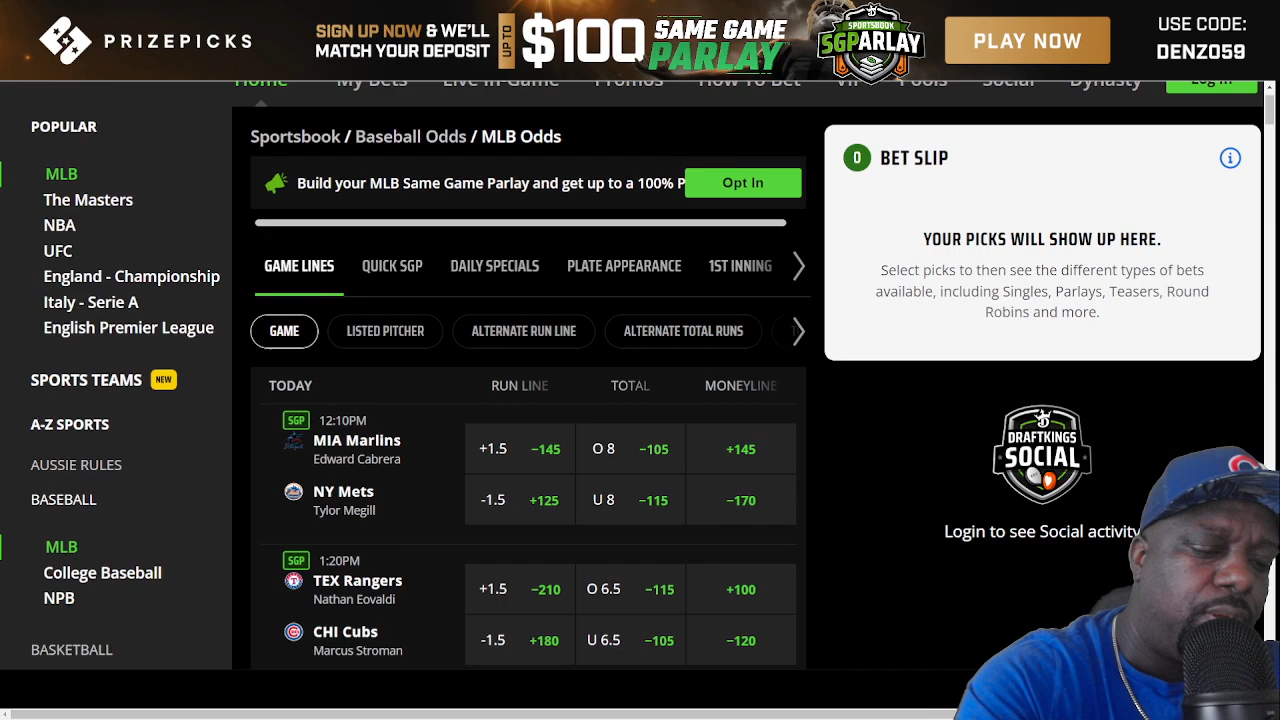 PRIZEPICKS
SIGN UP NOW & WE'LL
MATCH YOUR DEPOSIT
UP TO
$100
SAME GAME
PARLAY™
SPORTSBOOK
SGPARLAY
PLAY NOW
USE CODE:
DENZO59
Home My Bets Live In-Game Promos How To Bet VIP Pools Social Dynasty Log In
POPULAR
MLB
The Masters
NBA
UFC
England - Championship
Italy - Serie A
English Premier League
SPORTS TEAMS NEW
A-Z SPORTS
AUSSIE RULES
BASEBALL
MLB
College Baseball
NPB
BASKETBALL
Sportsbook / Baseball Odds / MLB Odds
Build your MLB Same Game Parlay and get up to a 100% P
Opt In
GAME LINES QUICK SGP DAILY SPECIALS PLATE APPEARANCE 1ST INNING
GAME LISTED PITCHER ALTERNATE RUN LINE ALTERNATE TOTAL RUNS
TODAY RUN LINE TOTAL MONEYLINE
SGP 12:10PM
MIA Marlins +1.5 −145 O 8 −105 +145
Edward Cabrera
NY Mets -1.5 +125 U 8 −115 −170
Tylor Megill
SGP 1:20PM
TEX Rangers +1.5 −210 O 6.5 −115 +100
Nathan Eovaldi
CHI Cubs -1.5 +180 U 6.5 −105 −120
Marcus Stroman
0 BET SLIP
YOUR PICKS WILL SHOW UP HERE.
Select picks to then see the different types of bets
available, including Singles, Parlays, Teasers, Round
Robins and more.
DRAFTKINGS
SOCIAL
Login to see Social activity